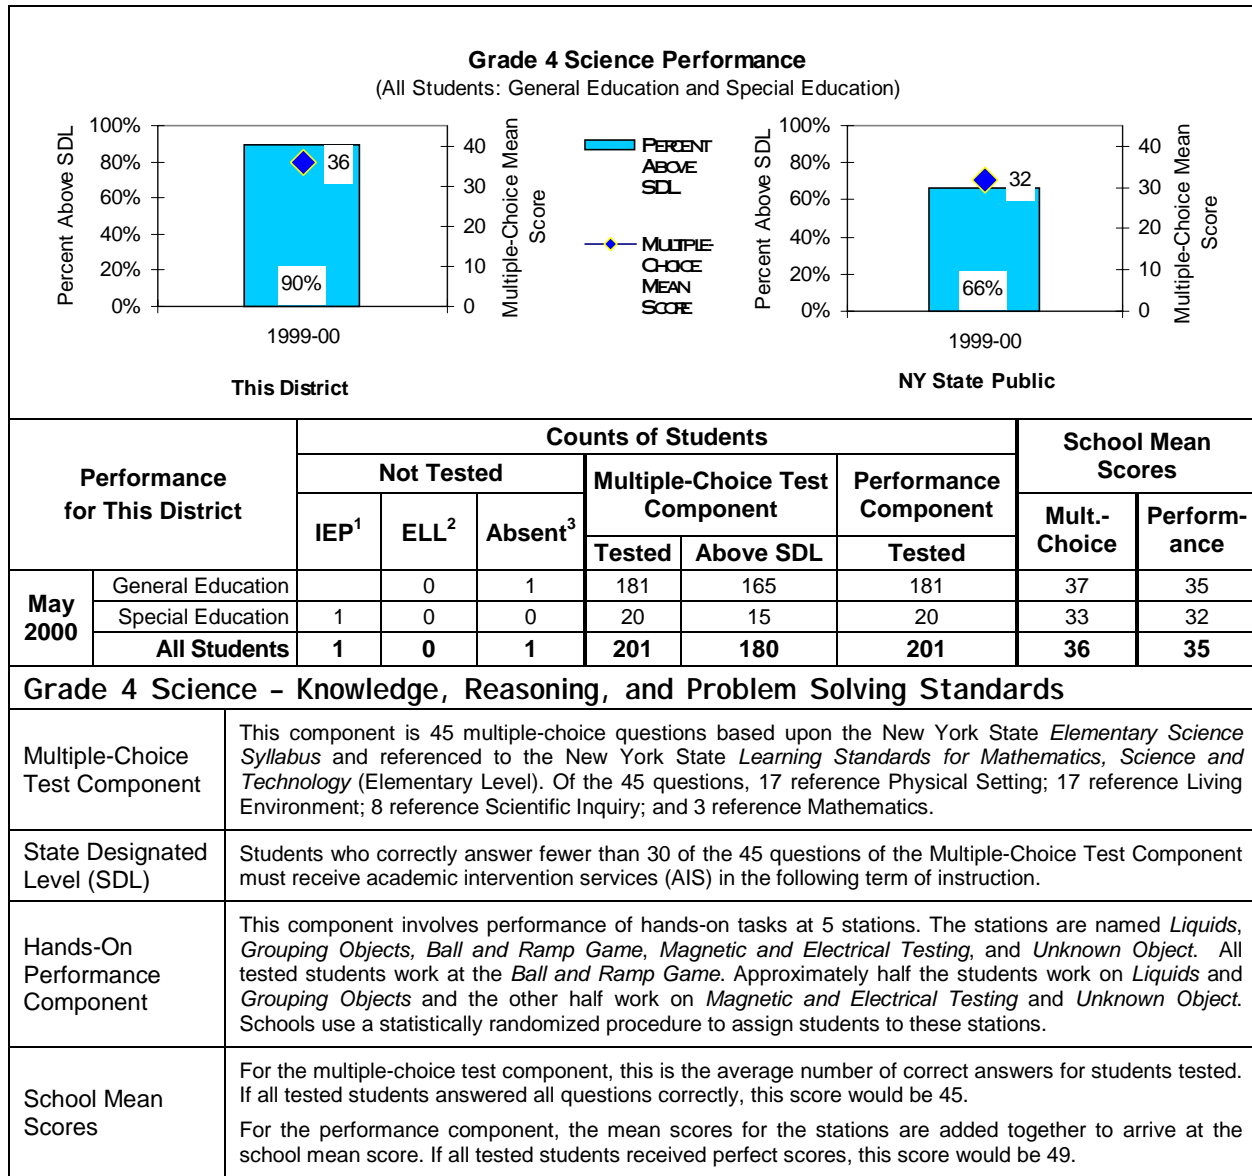 Grade 4 Science Performance
(All Students: General Education and Special Education)
100%
80%
60%
40%
20%
0%
Percent Above SDL
36
90%
40
30
20
10
0
Multiple-Choice Mean
Score
1999-00
This District
PERCENT
ABOVE
SDL
MULTIPLE-
CHOICE
MEAN
SCORE
100%
80%
60%
40%
20%
0%
Percent Above SDL
32
66%
40
30
20
10
0
Multiple-Choice Mean
Score
1999-00
NY State Public
Performance
for This District
Counts of Students
School Mean
Scores
Not Tested
Multiple-Choice Test
Component
Performance
Component
IEP1
ELL2
Absent3
Tested
Above SDL
Tested
Mult.-
Choice
Perform-
ance
May
2000
General Education 0 1 181 165 181 37 35
Special Education 1 0 0 20 15 20 33 32
All Students 1 0 1 201 180 201 36 35
Grade 4 Science – Knowledge, Reasoning, and Problem Solving Standards
Multiple-Choice
Test Component
This component is 45 multiple-choice questions based upon the New York State Elementary Science
Syllabus and referenced to the New York State Learning Standards for Mathematics, Science and
Technology (Elementary Level). Of the 45 questions, 17 reference Physical Setting; 17 reference Living
Environment; 8 reference Scientific Inquiry; and 3 reference Mathematics.
State Designated
Level (SDL)
Students who correctly answer fewer than 30 of the 45 questions of the Multiple-Choice Test Component
must receive academic intervention services (AIS) in the following term of instruction.
Hands-On
Performance
Component
This component involves performance of hands-on tasks at 5 stations. The stations are named Liquids,
Grouping Objects, Ball and Ramp Game, Magnetic and Electrical Testing, and Unknown Object. All
tested students work at the Ball and Ramp Game. Approximately half the students work on Liquids and
Grouping Objects and the other half work on Magnetic and Electrical Testing and Unknown Object.
Schools use a statistically randomized procedure to assign students to these stations.
School Mean
Scores
For the multiple-choice test component, this is the average number of correct answers for students tested.
If all tested students answered all questions correctly, this score would be 45.
For the performance component, the mean scores for the stations are added together to arrive at the
school mean score. If all tested students received perfect scores, this score would be 49.